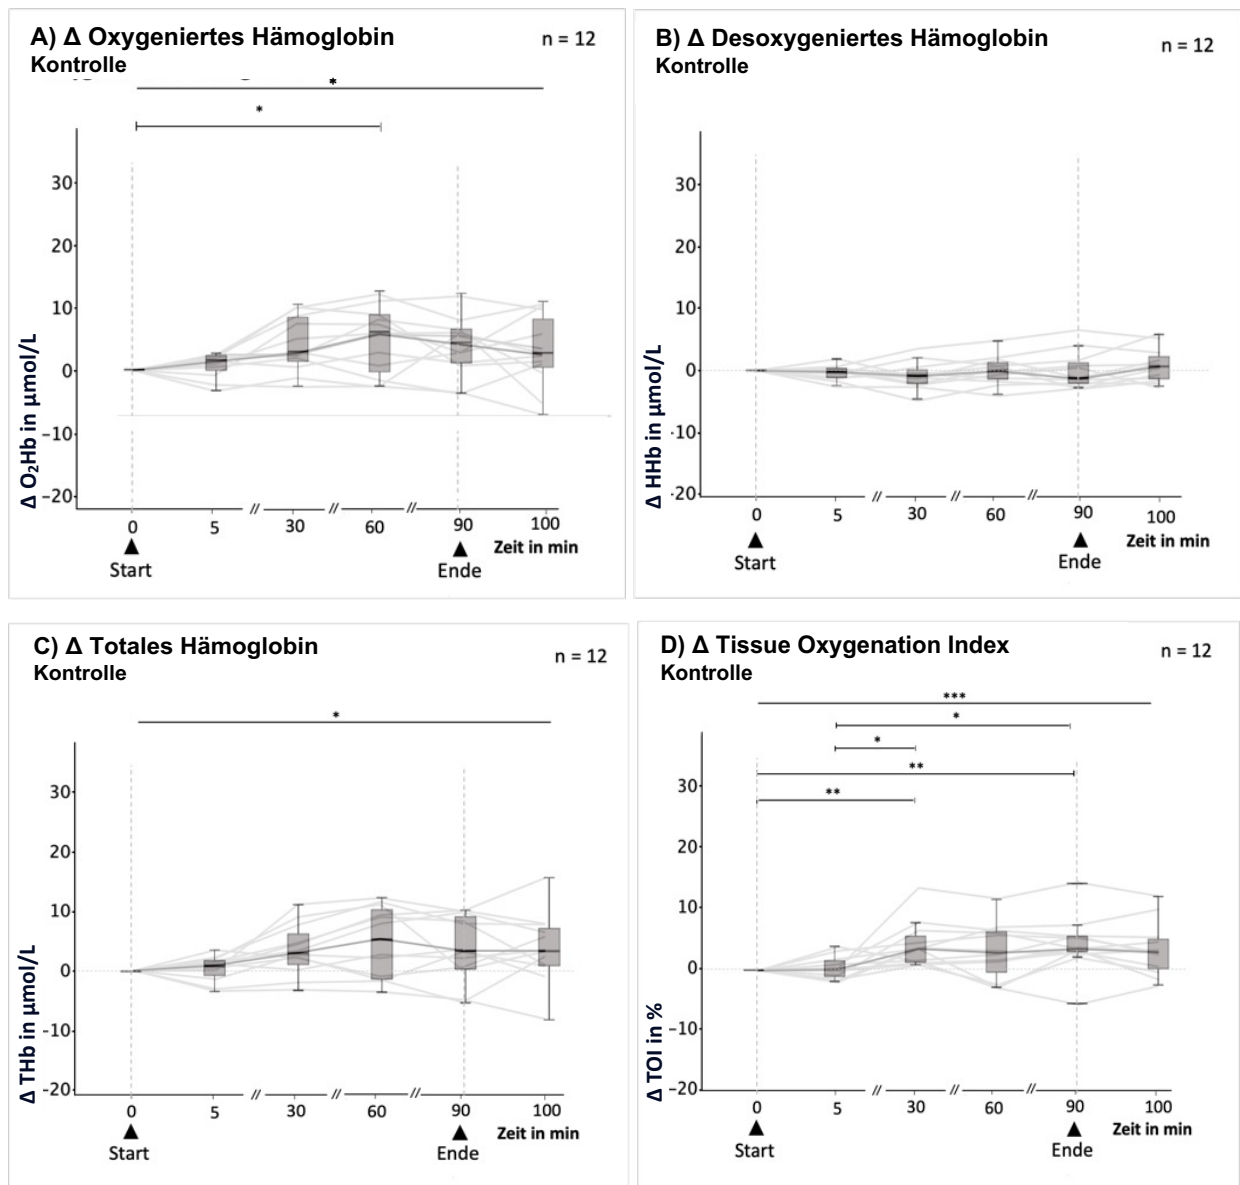 A) Δ Oxygeniertes Hämoglobin
n = 12
Kontrolle
*
*
30
20
10
0
−10
−20
Δ O₂Hb in µmol/L
0 5 // 30 // 60 // 90 100
Zeit in min
Start
Ende
B) Δ Desoxygeniertes Hämoglobin
n = 12
Kontrolle
30
20
10
0
-10
-20
Δ HHb in µmol/L
0 5 // 30 // 60 // 90 100
Zeit in min
Start
Ende
C) Δ Totales Hämoglobin
n = 12
Kontrolle
*
30
20
10
0
−10
−20
Δ THb in µmol/L
0 5 // 30 // 60 // 90 100
Zeit in min
Start
Ende
D) Δ Tissue Oxygenation Index
n = 12
Kontrolle
***
*
*
**
**
30
20
10
0
−10
−20
Δ TOI in %
0 5 // 30 // 60 // 90 100
Zeit in min
Start
Ende